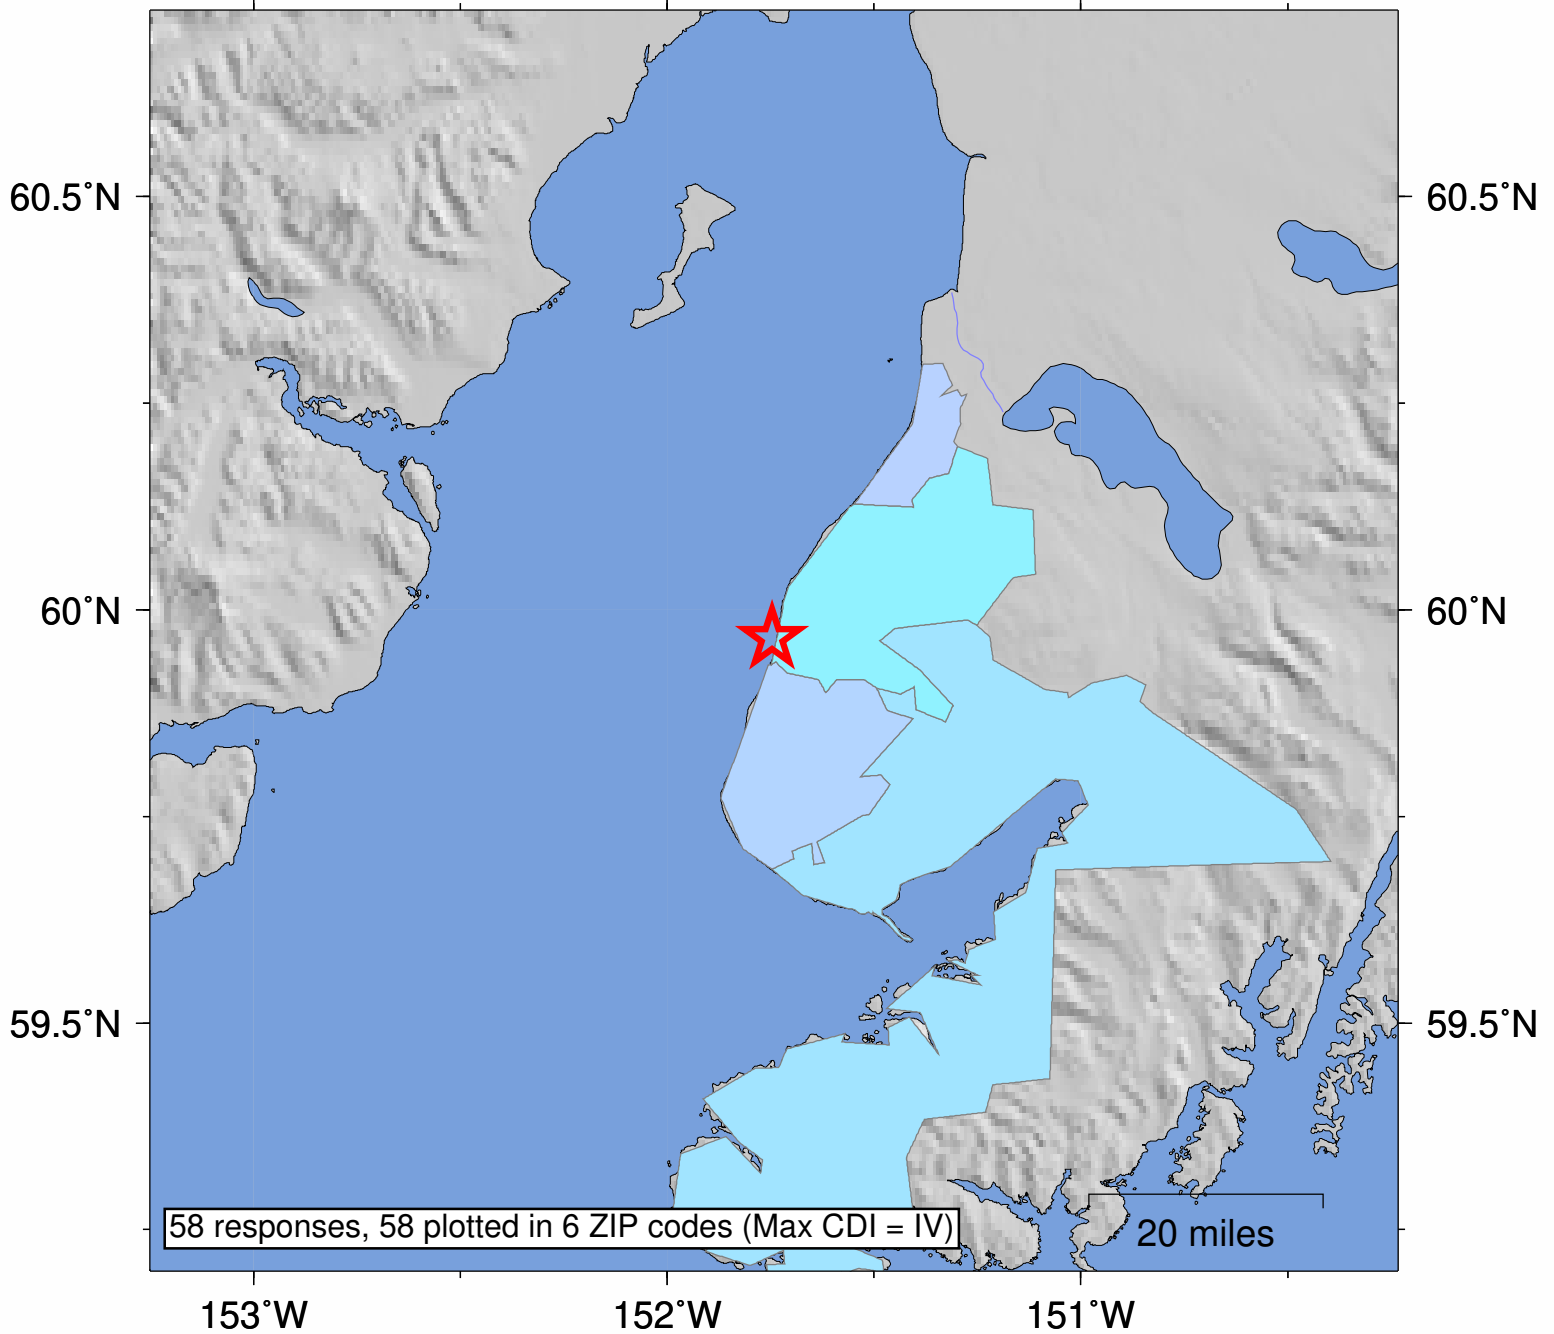 60.5˚N
60.5˚N
60˚N
60˚N
59.5˚N
59.5˚N
58 responses, 58 plotted in 6 ZIP codes (Max CDI = IV)
20 miles
153˚W
152˚W
151˚W